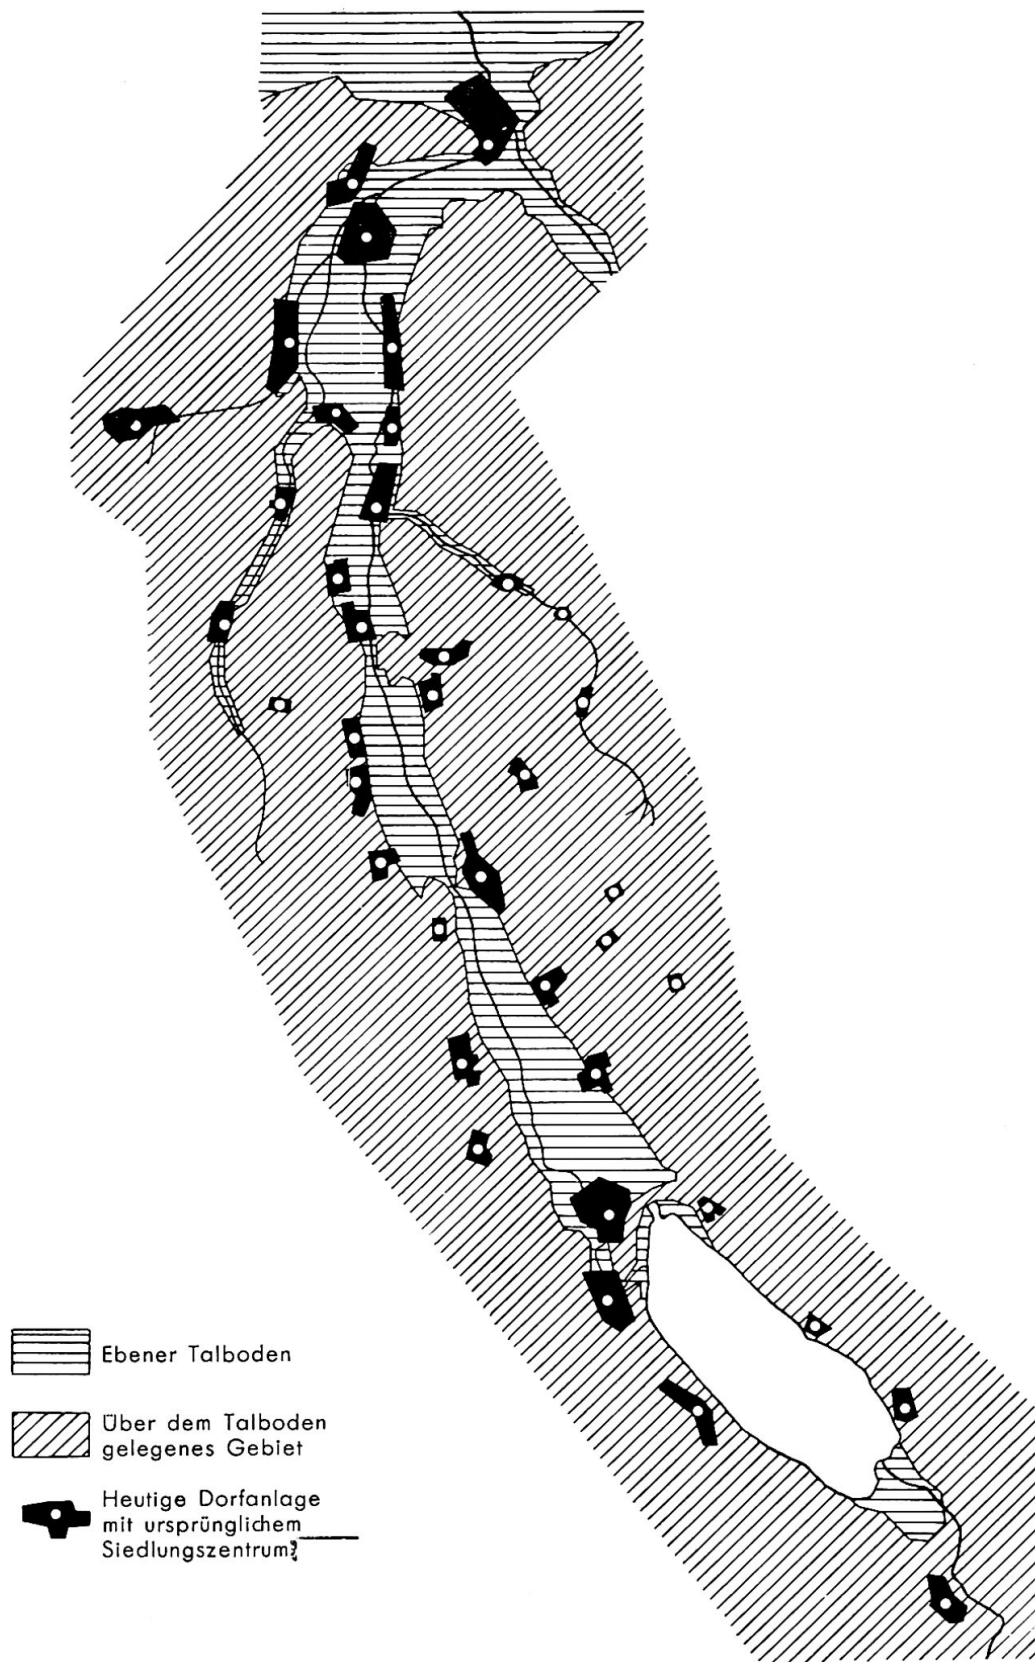 Ebener Talboden
Über dem Talboden
gelegenes Gebiet
Heutige Dorfanlage
mit ursprünglichem
Siedlungszentrum